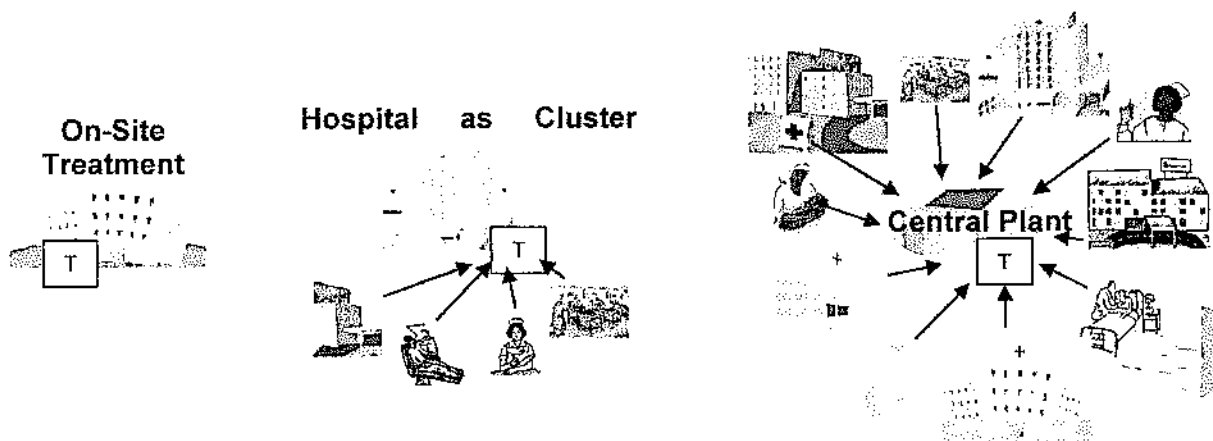 On-Site
Treatment
T
Hospital as Cluster
T
Central Plant
T